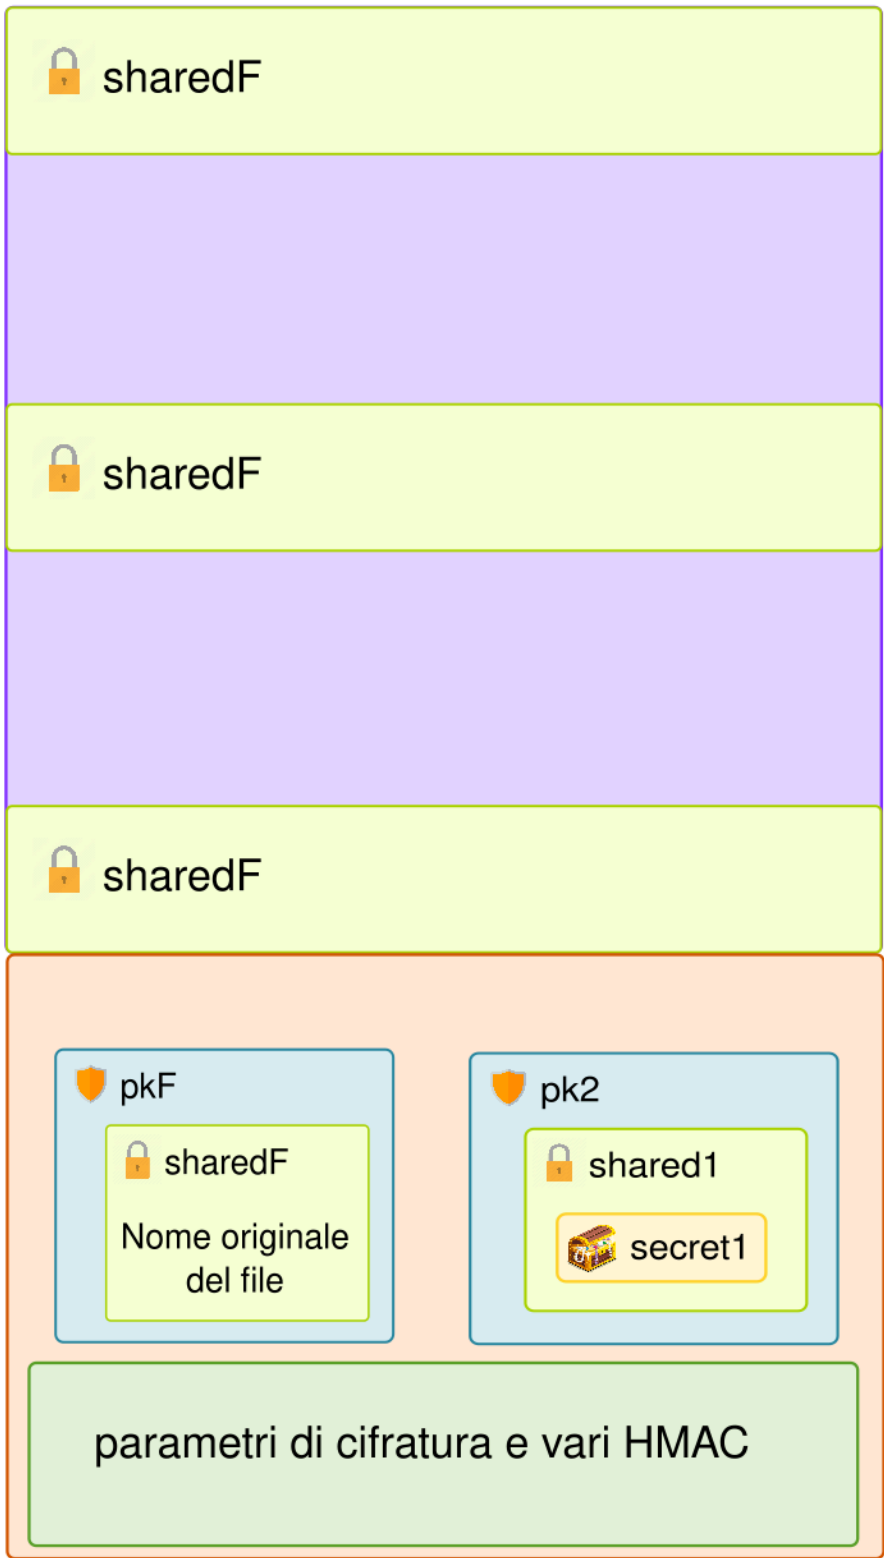 sharedF
sharedF
sharedF
pkF
sharedF
Nome originale
del file
pk2
shared1
secret1
parametri di cifratura e vari HMAC